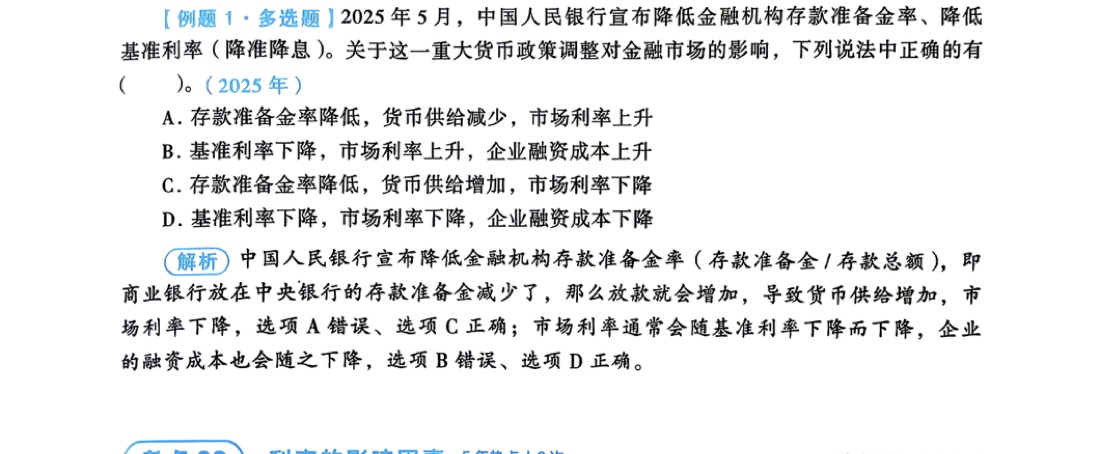 【例题1·多选题】2025年5月，中国人民银行宣布降低金融机构存款准备金率、降低
基准利率（降准降息）。关于这一重大货币政策调整对金融市场的影响，下列说法中正确的有
（　　）。（2025年）
A. 存款准备金率降低，货币供给减少，市场利率上升
B. 基准利率下降，市场利率上升，企业融资成本上升
C. 存款准备金率降低，货币供给增加，市场利率下降
D. 基准利率下降，市场利率下降，企业融资成本下降
解析 中国人民银行宣布降低金融机构存款准备金率（存款准备金/存款总额），即
商业银行放在中央银行的存款准备金减少了，那么放款就会增加，导致货币供给增加，市
场利率下降，选项A错误、选项C正确；市场利率通常会随基准利率下降而下降，企业
的融资成本也会随之下降，选项B错误、选项D正确。